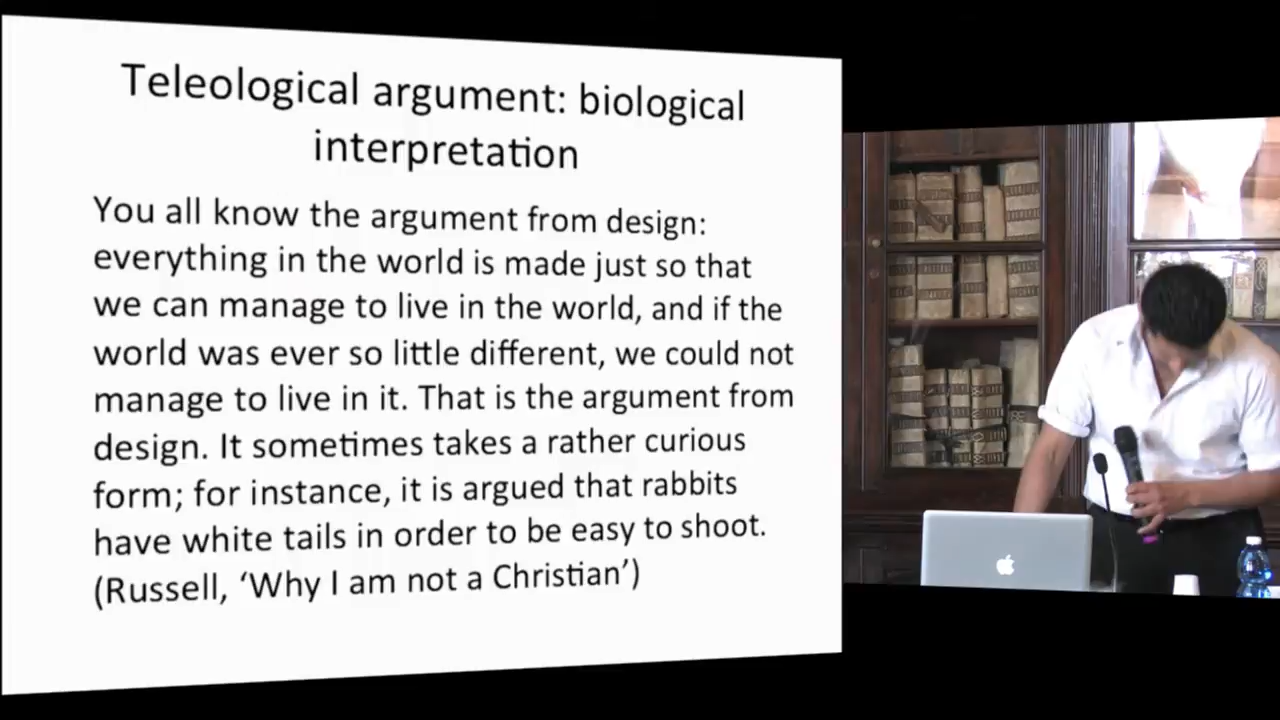 Teleological argument: biological
interpretation
You all know the argument from design:
everything in the world is made just so that
we can manage to live in the world, and if the
world was ever so little different, we could not
manage to live in it. That is the argument from
design. It sometimes takes a rather curious
form; for instance, it is argued that rabbits
have white tails in order to be easy to shoot.
(Russell, ‘Why I am not a Christian’)